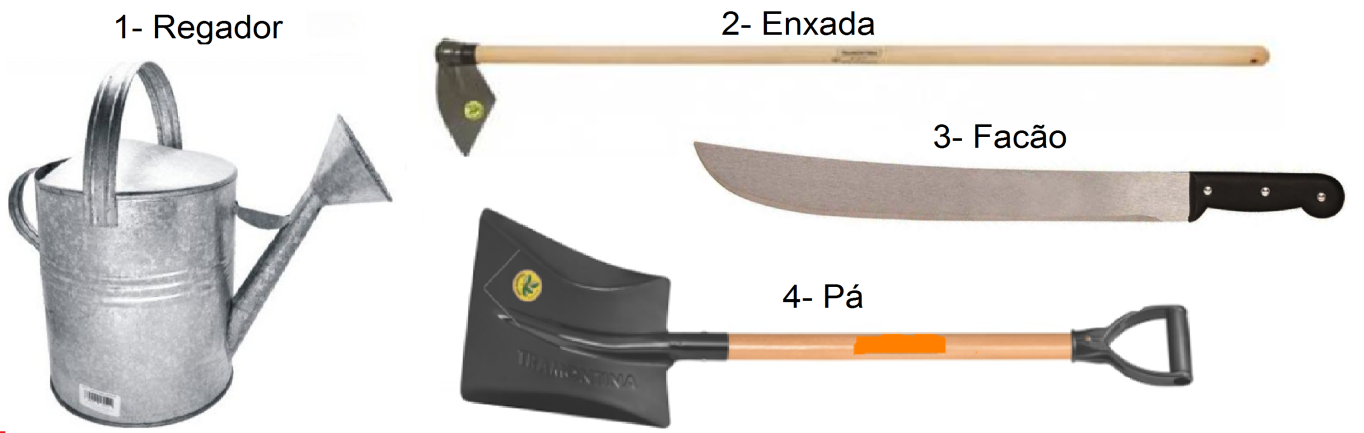 1- Regador
2- Enxada
3- Facão
4- Pá
TRAMONTINA